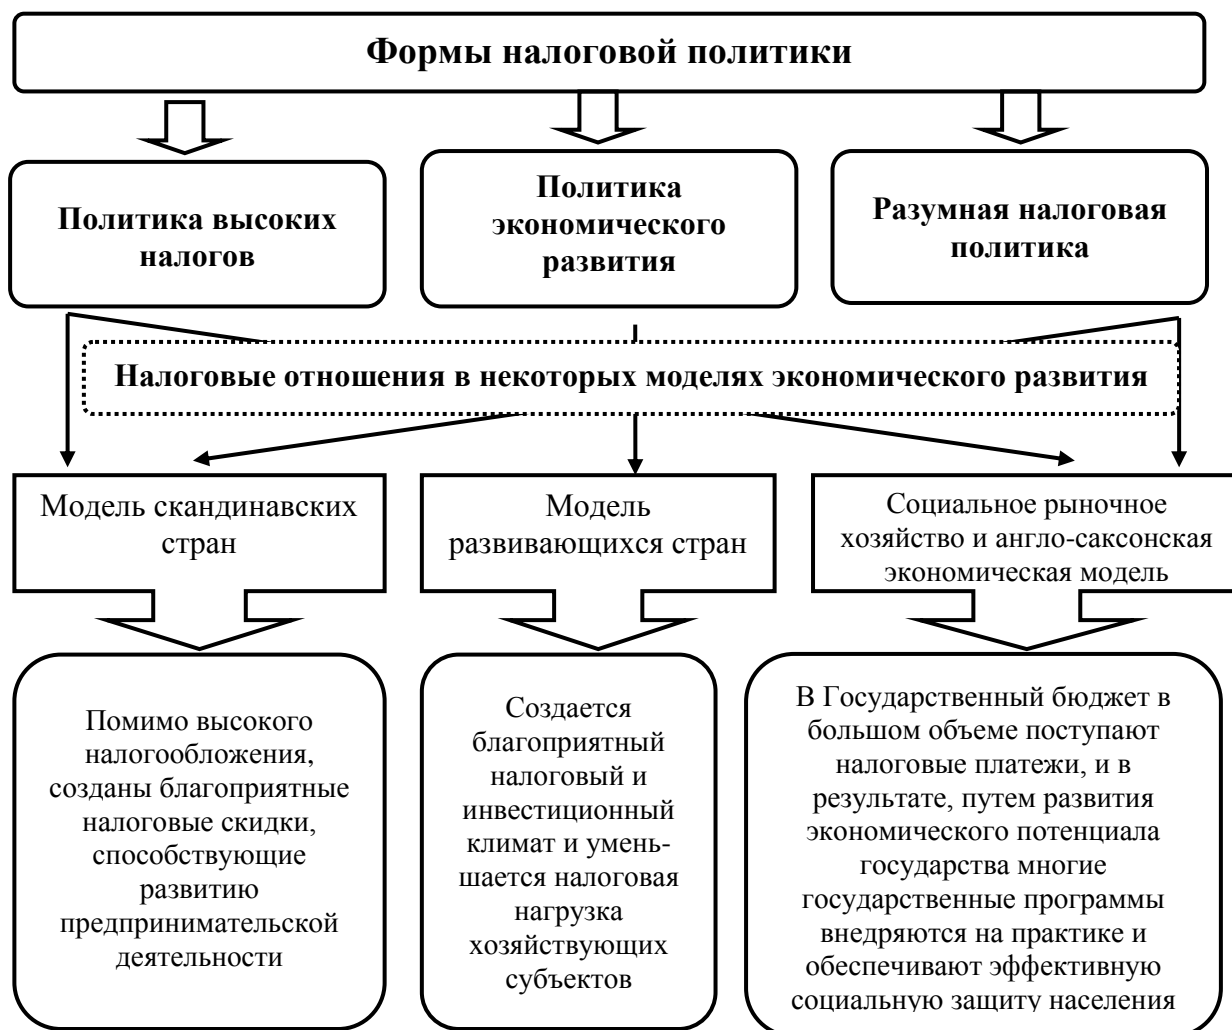 Формы налоговой политики
Политика высоких
налогов
Политика
экономического
развития
Разумная налоговая
политика
Налоговые отношения в некоторых моделях экономического развития
Модель скандинавских
стран
Модель
развивающихся стран
Социальное рыночное
хозяйство и англо-саксонская
экономическая модель
Помимо высокого
налогообложения,
созданы благоприятные
налоговые скидки,
способствующие
развитию
предпринимательской
деятельности
Создается
благоприятный
налоговый и
инвестиционный
климат и умень-
шается налоговая
нагрузка
хозяйствующих
субъектов
В Государственный бюджет в
большом объеме поступают
налоговые платежи, и в
результате, путем развития
экономического потенциала
государства многие
государственные программы
внедряются на практике и
обеспечивают эффективную
социальную защиту населения